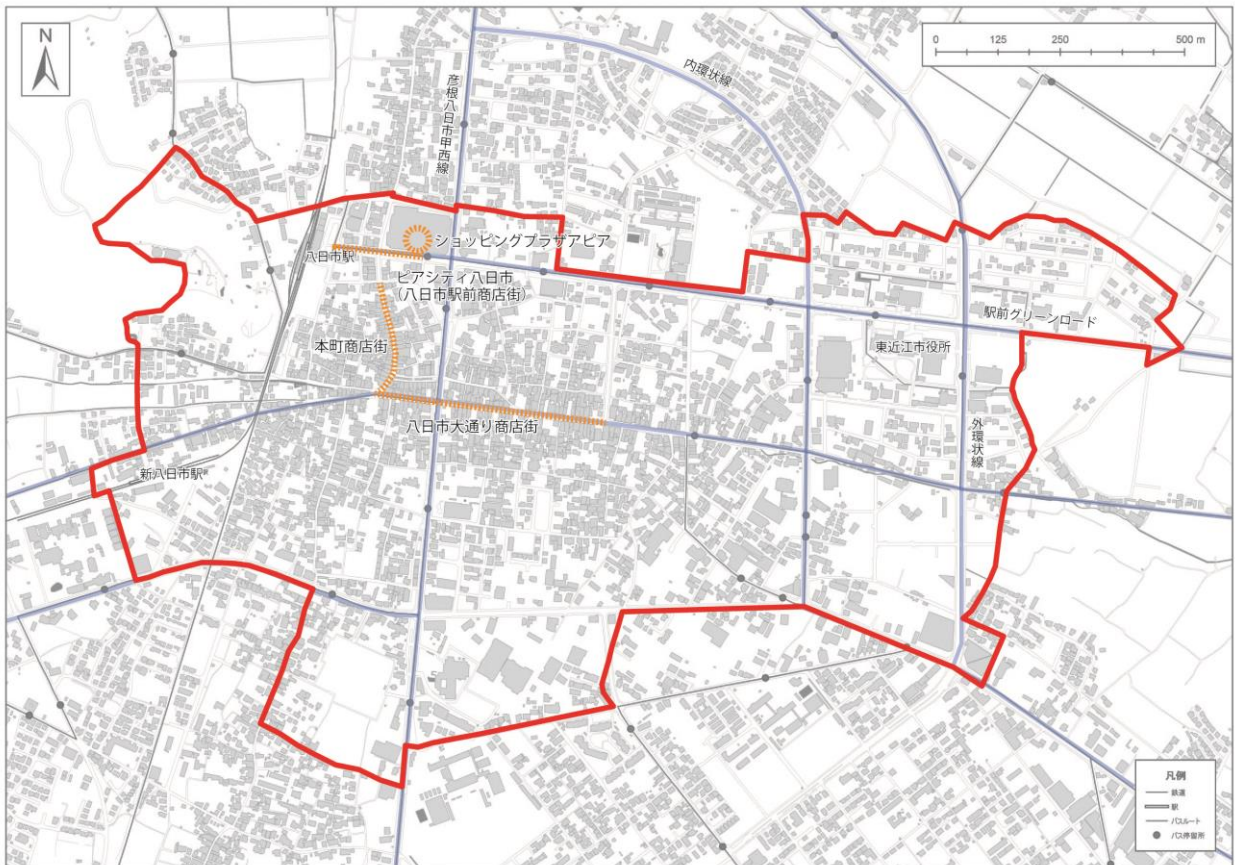 N
0 125 250 500 m
内環状線
彦根八日市甲西線
ショッピングプラザアピア
八日市駅
ピアシティ八日市
（八日市駅前商店街）
駅前グリーンロード
本町商店街
東近江市役所
八日市大通り商店街
外環状線
新八日市駅
凡例
鉄道
駅
バスルート
バス停留所